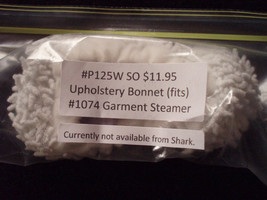 #P125W SO $11.95
Upholstery Bonnet (fits)
#1074 Garment Steamer
Currently not available from Shark.